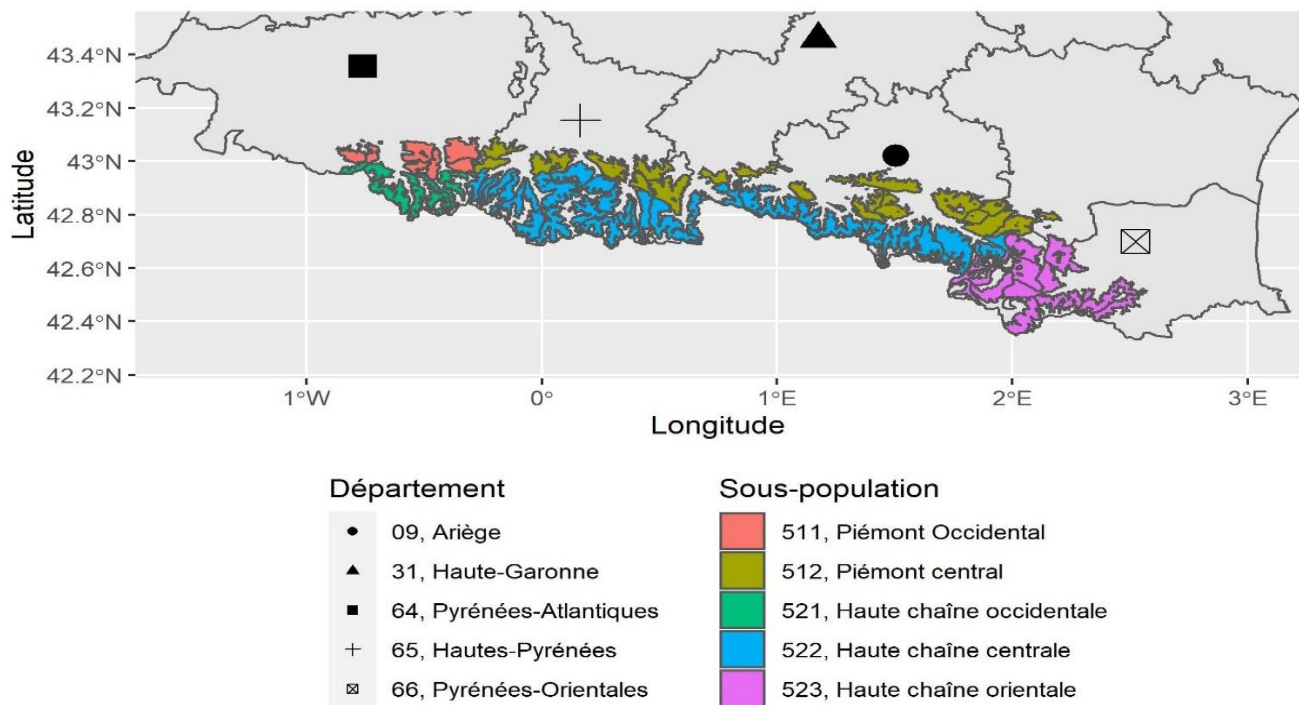 43.4°N
43.2°N
43°N
42.8°N
42.6°N
42.4°N
42.2°N
Latitude
1°W 0° 1°E 2°E 3°E
Longitude
Département
09, Ariège
31, Haute-Garonne
64, Pyrénées-Atlantiques
65, Hautes-Pyrénées
66, Pyrénées-Orientales
Sous-population
511, Piémont Occidental
512, Piémont central
521, Haute chaîne occidentale
522, Haute chaîne centrale
523, Haute chaîne orientale